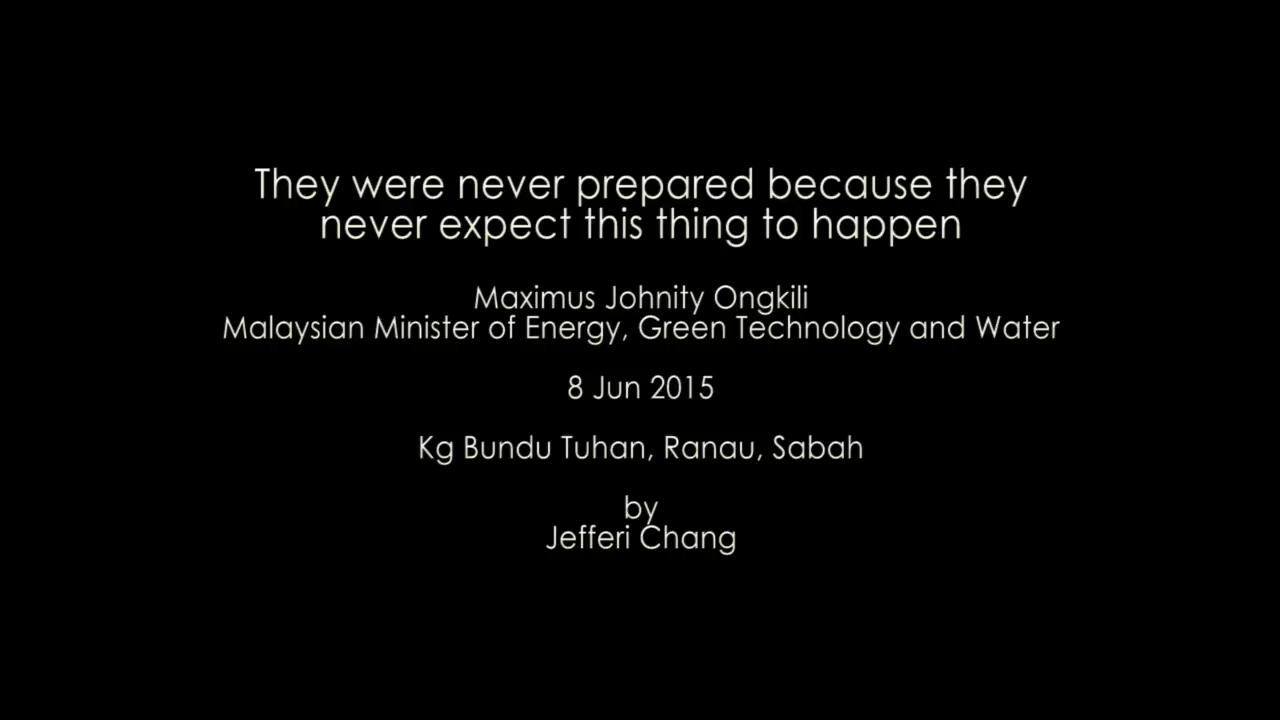 They were never prepared because they
never expect this thing to happen
Maximus Johnity Ongkili
Malaysian Minister of Energy, Green Technology and Water
8 Jun 2015
Kg Bundu Tuhan, Ranau, Sabah
by
Jefferi Chang